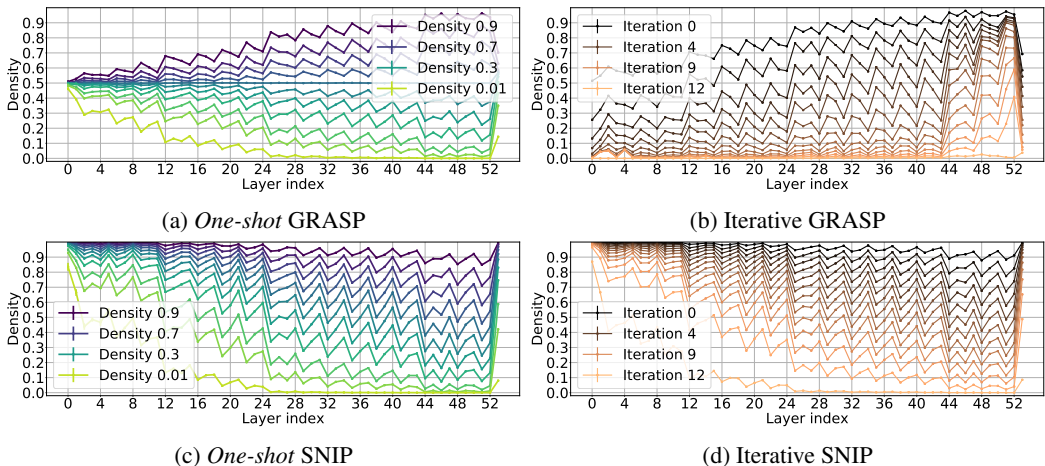 0.9
0.8
0.7
0.6
0.5
0.4
0.3
0.2
0.1
0.0
Density
0 4 8 12 16 20 24 28 32 36 40 44 48 52
Layer index
Density 0.9
Density 0.7
Density 0.3
Density 0.01
(a) One-shot GRASP
0.9
0.8
0.7
0.6
0.5
0.4
0.3
0.2
0.1
0.0
Density
0 4 8 12 16 20 24 28 32 36 40 44 48 52
Layer index
Iteration 0
Iteration 4
Iteration 9
Iteration 12
(b) Iterative GRASP
0.9
0.8
0.7
0.6
0.5
0.4
0.3
0.2
0.1
0.0
Density
0 4 8 12 16 20 24 28 32 36 40 44 48 52
Layer index
Density 0.9
Density 0.7
Density 0.3
Density 0.01
(c) One-shot SNIP
0.9
0.8
0.7
0.6
0.5
0.4
0.3
0.2
0.1
0.0
Density
0 4 8 12 16 20 24 28 32 36 40 44 48 52
Layer index
Iteration 0
Iteration 4
Iteration 9
Iteration 12
(d) Iterative SNIP